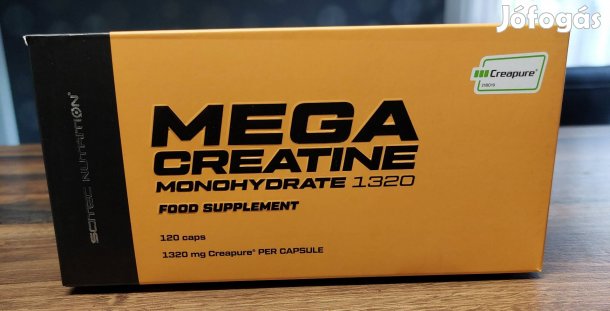 Jófogás
SCITEC NUTRITION®
Creapure®
MEGA
CREATINE
MONOHYDRATE 1320
FOOD SUPPLEMENT
120 caps
1320 mg Creapure® PER CAPSULE